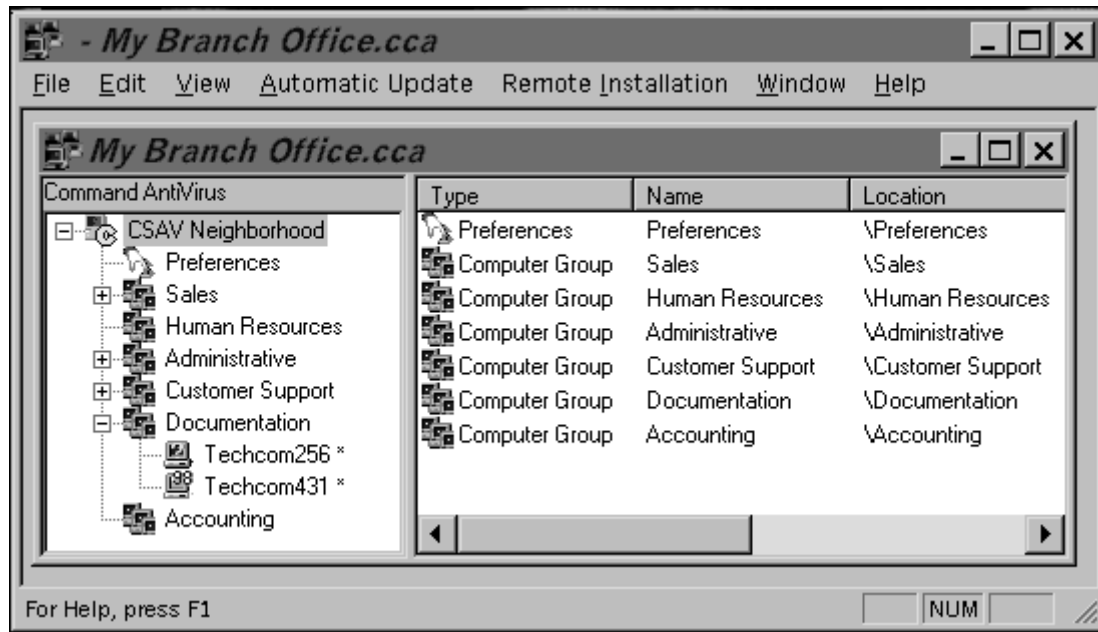 - My Branch Office.cca
File Edit View Automatic Update Remote Installation Window Help
My Branch Office.cca
Command AntiVirus
CSAV Neighborhood
Preferences
Sales
Human Resources
Administrative
Customer Support
Documentation
Techcom256 *
Techcom431 *
Accounting
Type Name Location
Preferences Preferences \Preferences
Computer Group Sales \Sales
Computer Group Human Resources \Human Resources
Computer Group Administrative \Administrative
Computer Group Customer Support \Customer Support
Computer Group Documentation \Documentation
Computer Group Accounting \Accounting
For Help, press F1
NUM